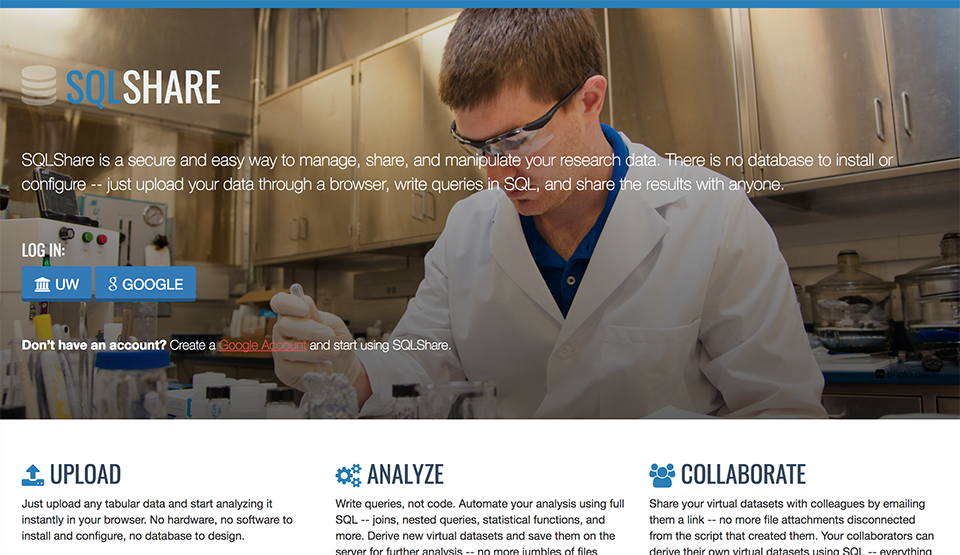 SQLSHARE
SQLShare is a secure and easy way to manage, share, and manipulate your research data. There is no database to install or
configure -- just upload your data through a browser, write queries in SQL, and share the results with anyone.
LOG IN:
UW
GOOGLE
Don't have an account? Create a Google Account and start using SQLShare.
UPLOAD
Just upload any tabular data and start analyzing it
instantly in your browser. No hardware, no software to
install and configure, no database to design.
ANALYZE
Write queries, not code. Automate your analysis using full
SQL -- joins, nested queries, statistical functions, and
more. Derive new virtual datasets and save them on the
server for further analysis -- no more jumbles of files
COLLABORATE
Share your virtual datasets with colleagues by emailing
them a link -- no more file attachments disconnected
from the script that created them. Your collaborators can
derive their own virtual datasets using SQL -- everything